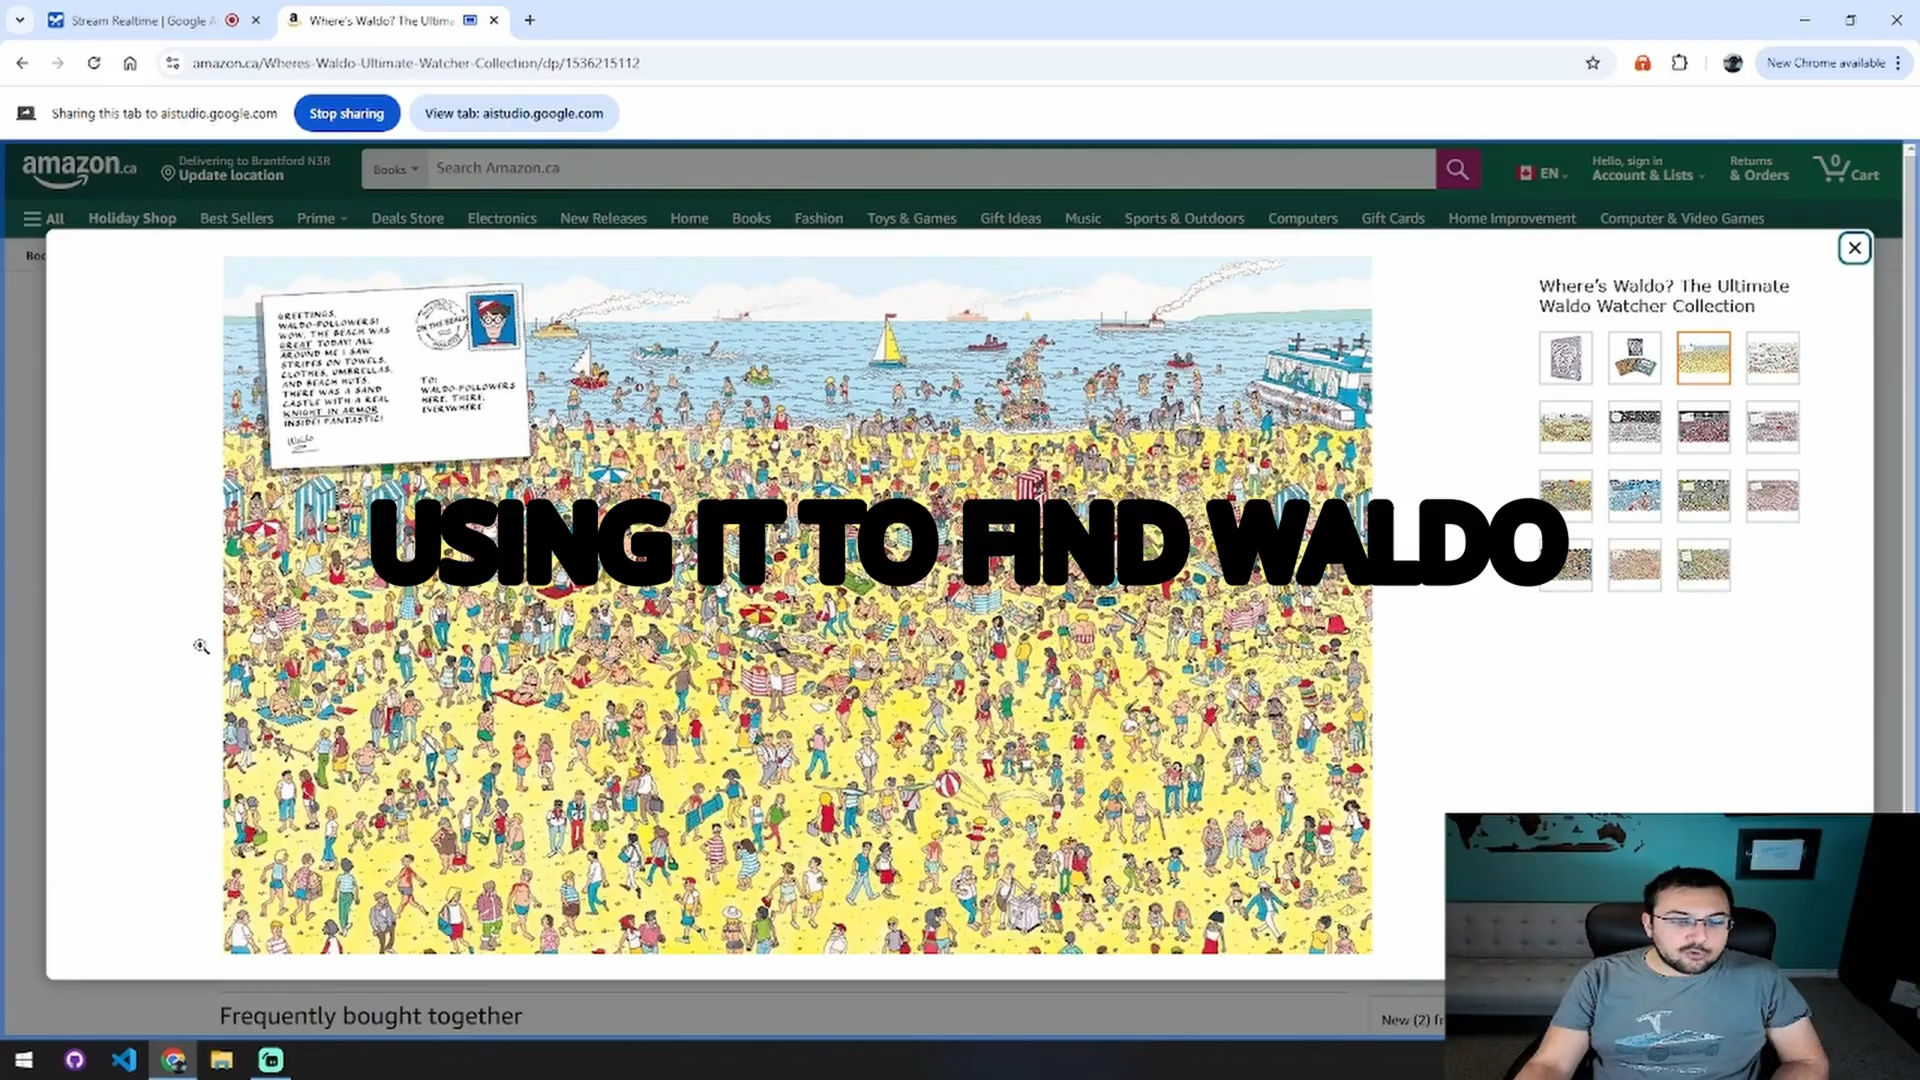 Stream Realtime | Google A
Where's Waldo? The Ultima
amazon.ca/Wheres-Waldo-Ultimate-Watcher-Collection/dp/1536215112
New Chrome available
Sharing this tab to aistudio.google.com
Stop sharing
View tab: aistudio.google.com
amazon.ca
Delivering to Brantford N3R
Update location
Books
Search Amazon.ca
EN
Hello, sign in
Account & Lists
Returns
& Orders
0
Cart
All
Holiday Shop
Best Sellers
Prime
Deals Store
Electronics
New Releases
Home
Books
Fashion
Toys & Games
Gift Ideas
Music
Sports & Outdoors
Computers
Gift Cards
Home Improvement
Computer & Video Games
Boo
Where's Waldo? The Ultimate
Waldo Watcher Collection
GREETINGS,
WALDO-FOLLOWERS!
WOW, THE BEACH WAS
GREAT TODAY! ALL
AROUND ME I SAW
STRIPES ON TOWELS,
CLOTHES, UMBRELLAS,
AND BEACH HUTS.
THERE WAS A SAND
CASTLE WITH A REAL
KNIGHT IN ARMOR
INSIDE! FANTASTIC!
Waldo
ON THE BEACH
TO:
WALDO-FOLLOWERS
HERE, THERE,
EVERYWHERE
USING IT TO FIND WALDO
Frequently bought together
New (2) fr